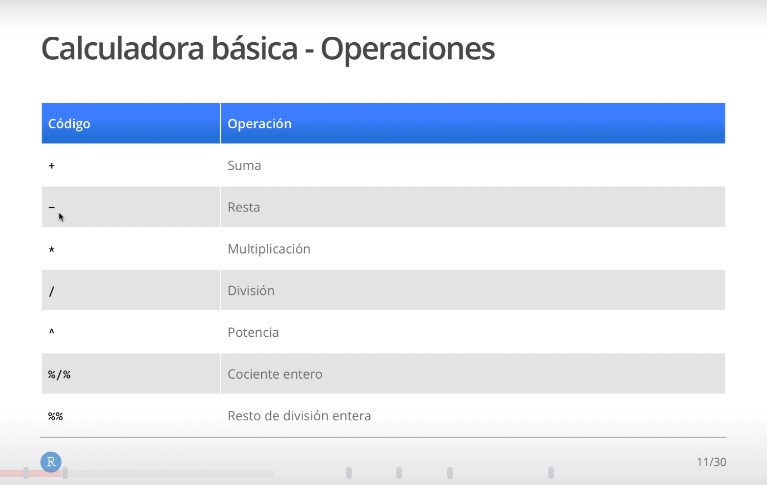 Calculadora básica - Operaciones
Código Operación
+ Suma
- Resta
* Multiplicación
/ División
^ Potencia
%/% Cociente entero
%% Resto de división entera
R 11/30